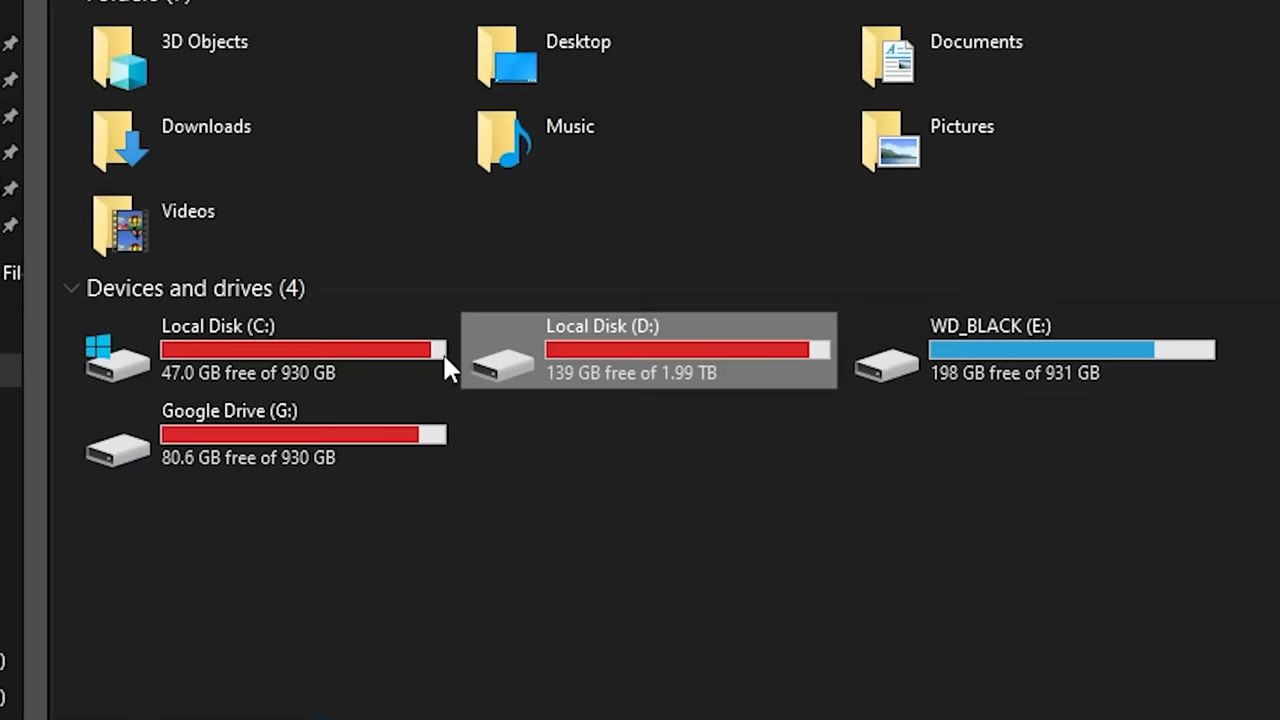 3D Objects
Desktop
Documents
Downloads
Music
Pictures
Videos
Fil
Devices and drives (4)
Local Disk (C:)
47.0 GB free of 930 GB
Local Disk (D:)
139 GB free of 1.99 TB
WD_BLACK (E:)
198 GB free of 931 GB
Google Drive (G:)
80.6 GB free of 930 GB
)
)